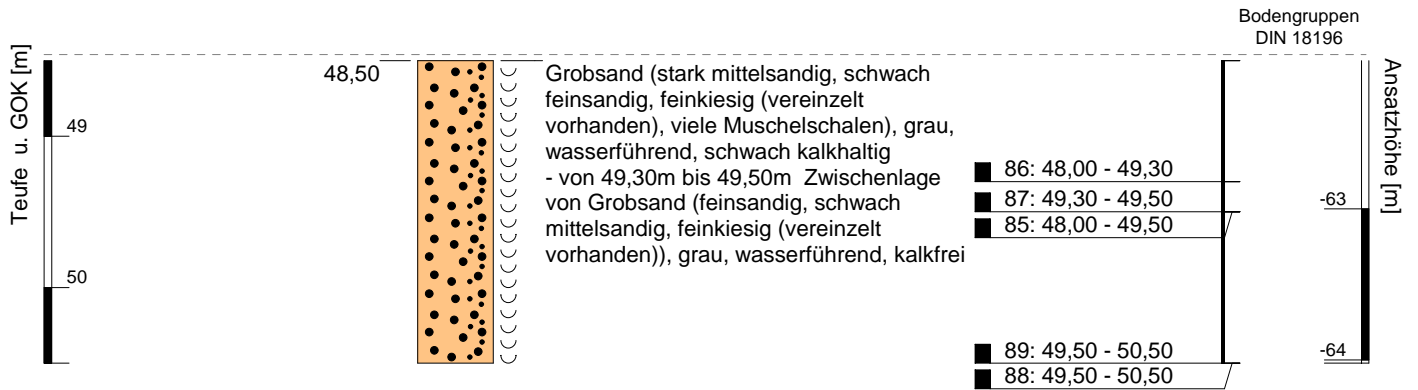 Bodengruppen
DIN 18196
Teufe u. GOK [m]
Ansatzhöhe [m]
48,50
49
50
Grobsand (stark mittelsandig, schwach
feinsandig, feinkiesig (vereinzelt
vorhanden), viele Muschelschalen), grau,
wasserführend, schwach kalkhaltig
- von 49,30m bis 49,50m Zwischenlage
von Grobsand (feinsandig, schwach
mittelsandig, feinkiesig (vereinzelt
vorhanden)), grau, wasserführend, kalkfrei
86: 48,00 - 49,30
87: 49,30 - 49,50
85: 48,00 - 49,50
89: 49,50 - 50,50
88: 49,50 - 50,50
-63
-64